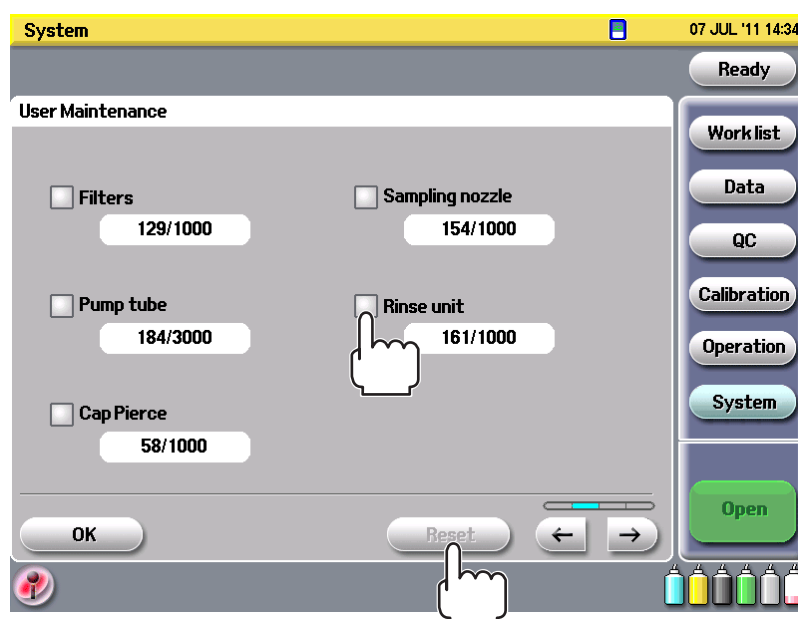 System
07 JUL '11 14:34
Ready
User Maintenance
Filters
129/1000
Sampling nozzle
154/1000
Pump tube
184/3000
Rinse unit
161/1000
Cap Pierce
58/1000
OK
Reset
← →
Work list
Data
QC
Calibration
Operation
System
Open